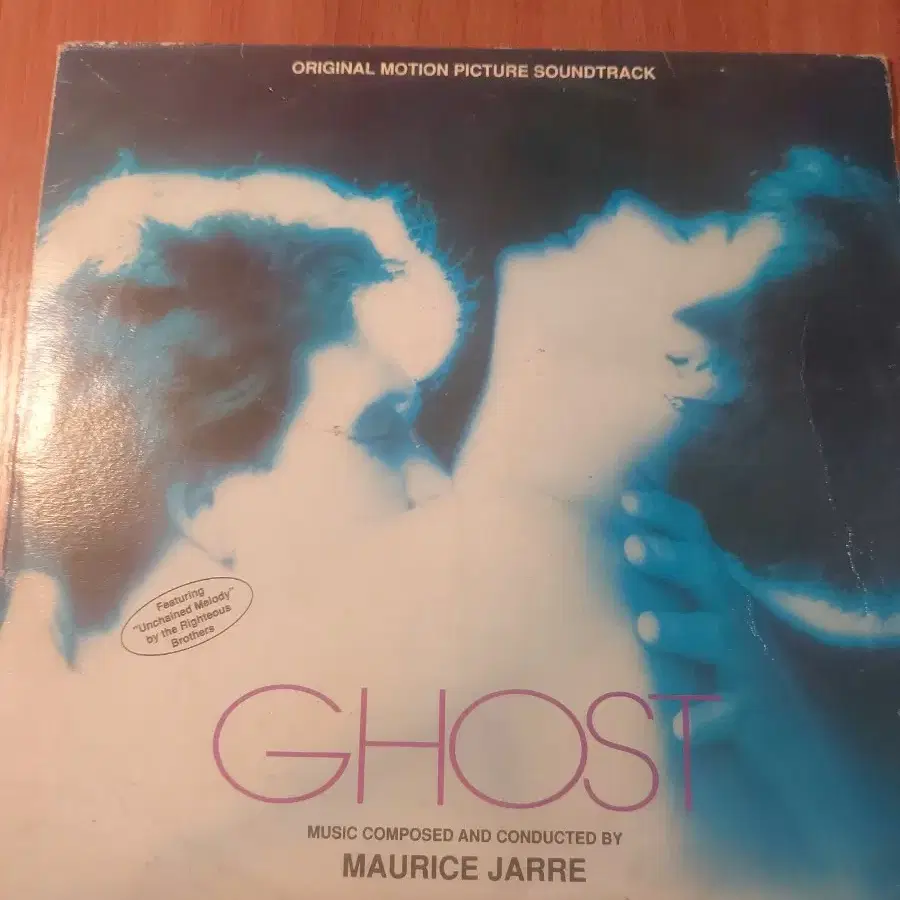 ORIGINAL MOTION PICTURE SOUNDTRACK
Featuring
"Unchained Melody"
by the Righteous
Brothers
GHOST
MUSIC COMPOSED AND CONDUCTED BY
MAURICE JARRE